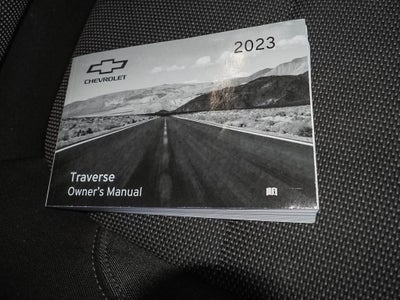 2023
CHEVROLET
Traverse
Owner's Manual